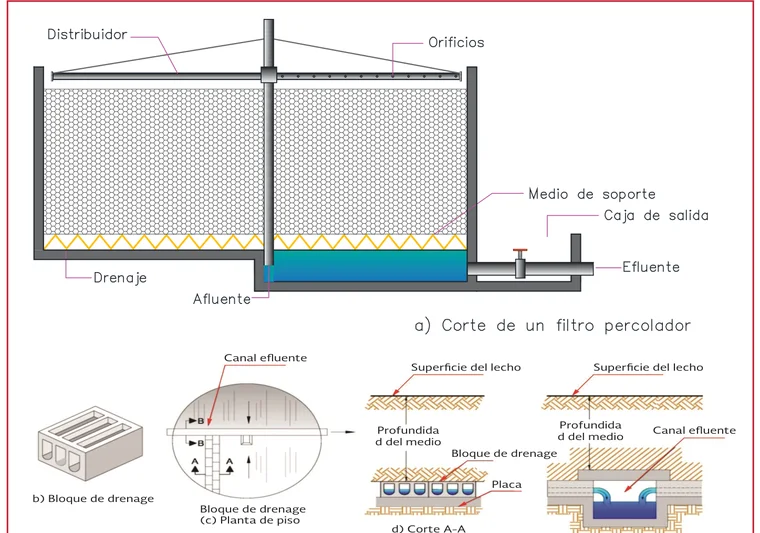 Distribuidor
Orificios
Medio de soporte
Caja de salida
Efluente
Drenaje
Afluente
a) Corte de un filtro percolador
Canal efluente
Superficie del lecho
Superficie del lecho
B
B
A
A
Profundida
d del medio
Profundida
d del medio
Canal efluente
Bloque de drenage
Placa
b) Bloque de drenage
Bloque de drenage
(c) Planta de piso
d) Corte A-A